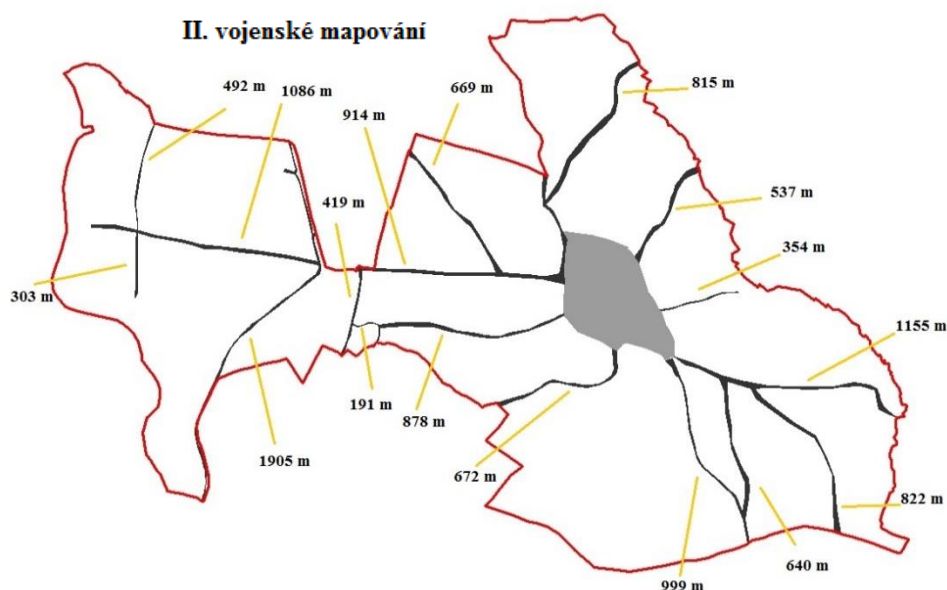 II. vojenské mapování
492 m
1086 m
669 m
815 m
914 m
419 m
537 m
354 m
303 m
1155 m
191 m
878 m
1905 m
672 m
822 m
640 m
999 m